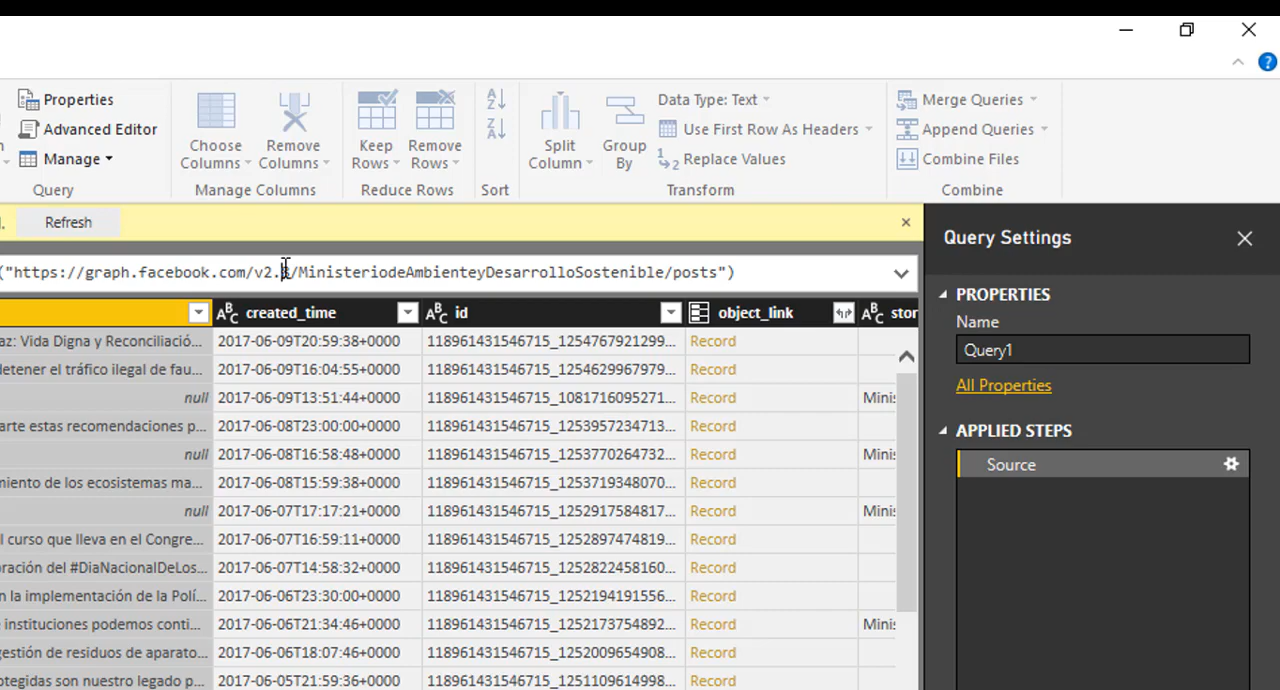 Properties
Advanced Editor
Manage
Query
Choose Columns
Remove Columns
Manage Columns
Keep Rows
Remove Rows
Reduce Rows
Sort
Split Column
Group By
Data Type: Text
Use First Row As Headers
Replace Values
Transform
Merge Queries
Append Queries
Combine Files
Combine
Refresh
Query Settings
("https://graph.facebook.com/v2. /MinisteriodeAmbienteyDesarrolloSostenible/posts")
created_time id object_link stor
az: Vida Digna y Reconciliació... 2017-06-09T20:59:38+0000 118961431546715_1254767921299... Record
detener el tráfico ilegal de fau... 2017-06-09T16:04:55+0000 118961431546715_1254629967979... Record
null 2017-06-09T13:51:44+0000 118961431546715_1081716095271... Record Minis
arte estas recomendaciones p... 2017-06-08T23:00:00+0000 118961431546715_1253957234713... Record
null 2017-06-08T16:58:48+0000 118961431546715_1253770264732... Record Minis
miento de los ecosistemas ma... 2017-06-08T15:59:38+0000 118961431546715_1253719348070... Record
null 2017-06-07T17:17:21+0000 118961431546715_1252917584817... Record Minis
l curso que lleva en el Congre... 2017-06-07T16:59:11+0000 118961431546715_1252897474819... Record
oración del #DiaNacionalDeLos... 2017-06-07T14:58:32+0000 118961431546715_1252822458160... Record
n la implementación de la Polí... 2017-06-06T23:30:00+0000 118961431546715_1252194191556... Record
e instituciones podemos conti... 2017-06-06T21:34:46+0000 118961431546715_1252173754892... Record Minis
gestión de residuos de aparato... 2017-06-06T18:07:46+0000 118961431546715_1252009654908... Record
otegidas son nuestro legado p... 2017-06-05T21:59:36+0000 118961431546715_1251109614998... Record
PROPERTIES
Name
Query1
All Properties
APPLIED STEPS
Source